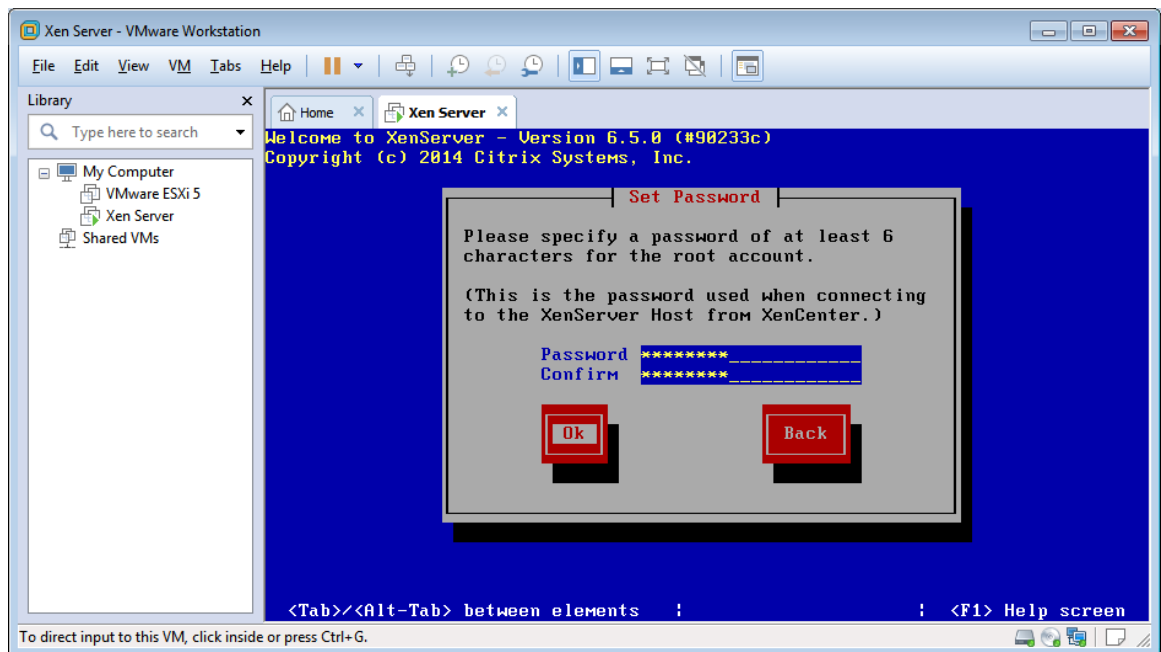 Xen Server - VMware Workstation
File Edit View VM Tabs Help
Library
Type here to search
My Computer
VMware ESXi 5
Xen Server
Shared VMs
Home Xen Server
Welcome to XenServer - Version 6.5.0 (#90233c)
Copyright (c) 2014 Citrix Systems, Inc.
Set Password
Please specify a password of at least 6
characters for the root account.
(This is the password used when connecting
to the XenServer Host from XenCenter.)
Password ********____________
Confirm ********____________
Ok Back
<Tab>/<Alt-Tab> between elements ¦ ¦ <F1> Help screen
To direct input to this VM, click inside or press Ctrl+G.